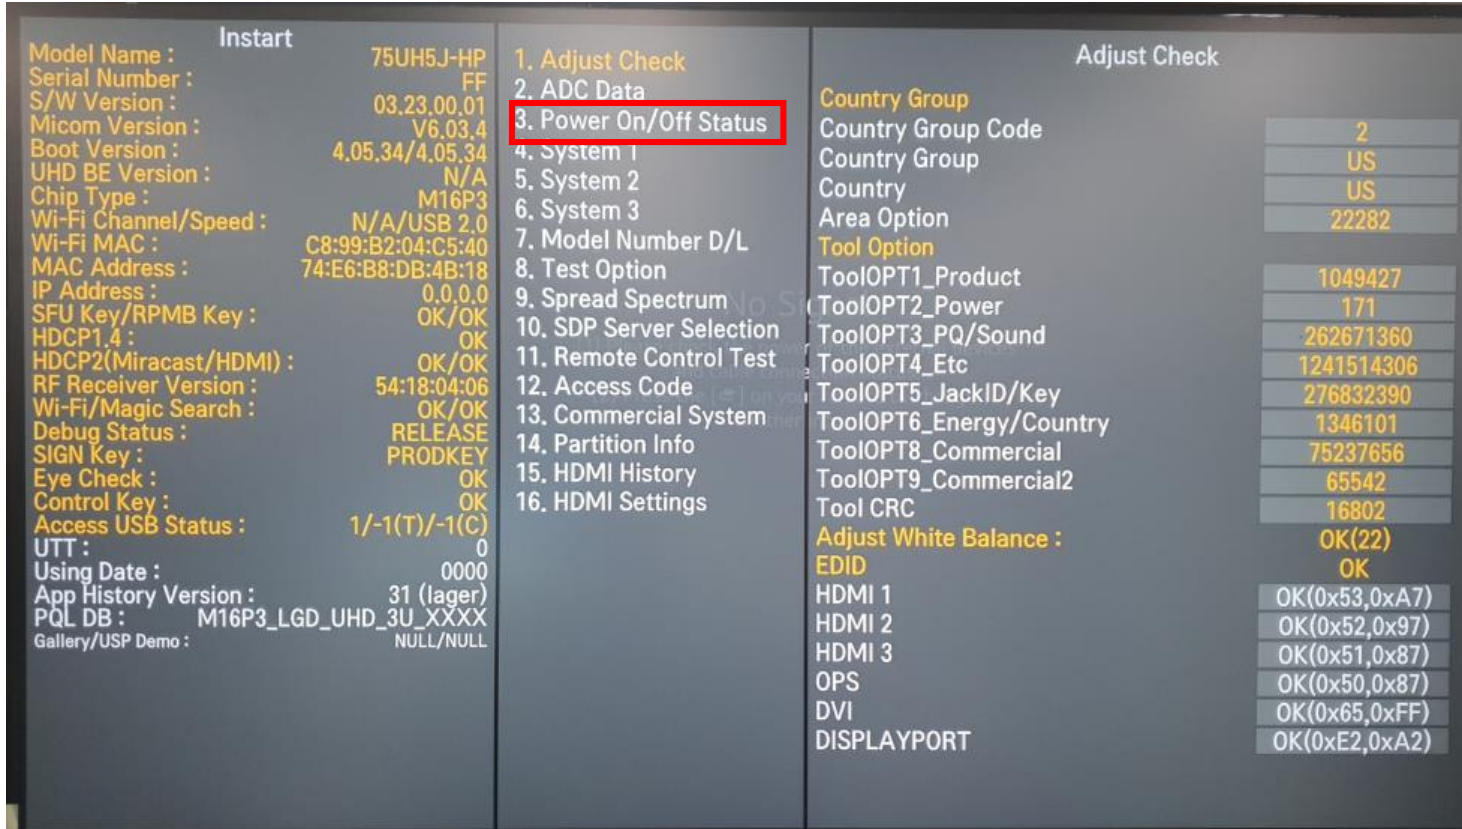 Instart
Model Name : 75UH5J-HP
Serial Number : FF
S/W Version : 03.23.00.01
Micom Version : V6.03.4
Boot Version : 4.05.34/4.05.34
UHD BE Version : N/A
Chip Type : M16P3
Wi-Fi Channel/Speed : N/A/USB 2.0
Wi-Fi MAC : C8:99:B2:04:C5:40
MAC Address : 74:E6:B8:DB:4B:18
IP Address : 0.0.0.0
SFU Key/RPMB Key : OK/OK
HDCP1.4 : OK
HDCP2(Miracast/HDMI) : OK/OK
RF Receiver Version : 54:18:04:06
Wi-Fi/Magic Search : OK/OK
Debug Status : RELEASE
SIGN Key : PRODKEY
Eye Check : OK
Control Key : OK
Access USB Status : 1/-1(T)/-1(C)
UTT : 0
Using Date : 0000
App History Version : 31 (lager)
PQL DB : M16P3_LGD_UHD_3U_XXXX
Gallery/USP Demo : NULL/NULL
1. Adjust Check
2. ADC Data
3. Power On/Off Status
4. System 1
5. System 2
6. System 3
7. Model Number D/L
8. Test Option
9. Spread Spectrum
10. SDP Server Selection
11. Remote Control Test
12. Access Code
13. Commercial System
14. Partition Info
15. HDMI History
16. HDMI Settings
Adjust Check
Country Group
Country Group Code 2
Country Group US
Country US
Area Option 22282
Tool Option
ToolOPT1_Product 1049427
ToolOPT2_Power 171
ToolOPT3_PQ/Sound 262671360
ToolOPT4_Etc 1241514306
ToolOPT5_JackID/Key 276832390
ToolOPT6_Energy/Country 1346101
ToolOPT8_Commercial 75237656
ToolOPT9_Commercial2 65542
Tool CRC 16802
Adjust White Balance : OK(22)
EDID OK
HDMI 1 OK(0x53,0xA7)
HDMI 2 OK(0x52,0x97)
HDMI 3 OK(0x51,0x87)
OPS OK(0x50,0x87)
DVI OK(0x65,0xFF)
DISPLAYPORT OK(0xE2,0xA2)